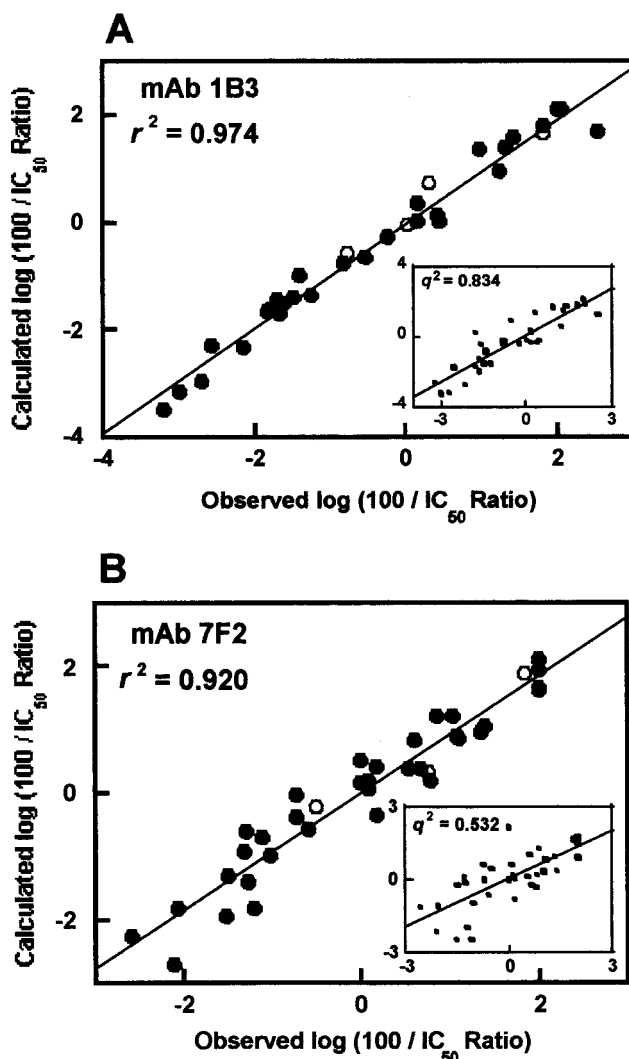 A
mAb 1B3
r² = 0.974
Calculated log (100 / IC₅₀ Ratio)
2
0
-2
-4
-4
-2
0
2
q² = 0.834
4
0
-4
-3
0
3
Observed log (100 / IC₅₀ Ratio)
B
mAb 7F2
r² = 0.920
Calculated log (100 / IC₅₀ Ratio)
2
0
-2
-2
0
2
q² = 0.532
3
0
-3
-3
0
3
Observed log (100 / IC₅₀ Ratio)